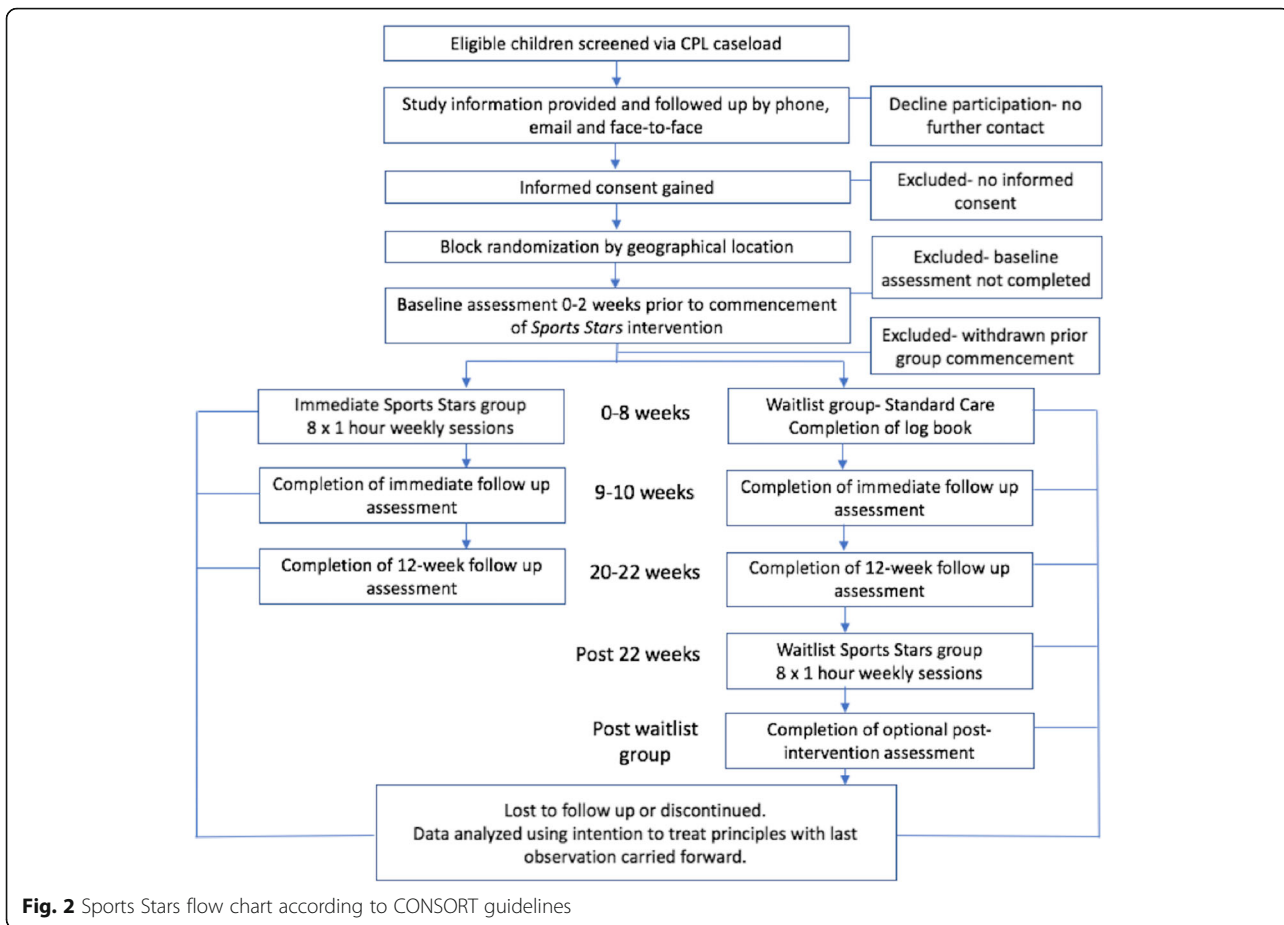 Eligible children screened via CPL caseload
Study information provided and followed up by phone,
email and face-to-face
Decline participation- no
further contact
Informed consent gained
Excluded- no informed
consent
Block randomization by geographical location
Excluded- baseline
assessment not completed
Baseline assessment 0-2 weeks prior to commencement
of Sports Stars intervention
Excluded- withdrawn prior
group commencement
Immediate Sports Stars group
8 x 1 hour weekly sessions
0-8 weeks
Waitlist group- Standard Care
Completion of log book
Completion of immediate follow up
assessment
9-10 weeks
Completion of immediate follow up
assessment
Completion of 12-week follow up
assessment
20-22 weeks
Completion of 12-week follow up
assessment
Post 22 weeks
Waitlist Sports Stars group
8 x 1 hour weekly sessions
Post waitlist
group
Completion of optional post-
intervention assessment
Lost to follow up or discontinued.
Data analyzed using intention to treat principles with last
observation carried forward.
Fig. 2 Sports Stars flow chart according to CONSORT guidelines